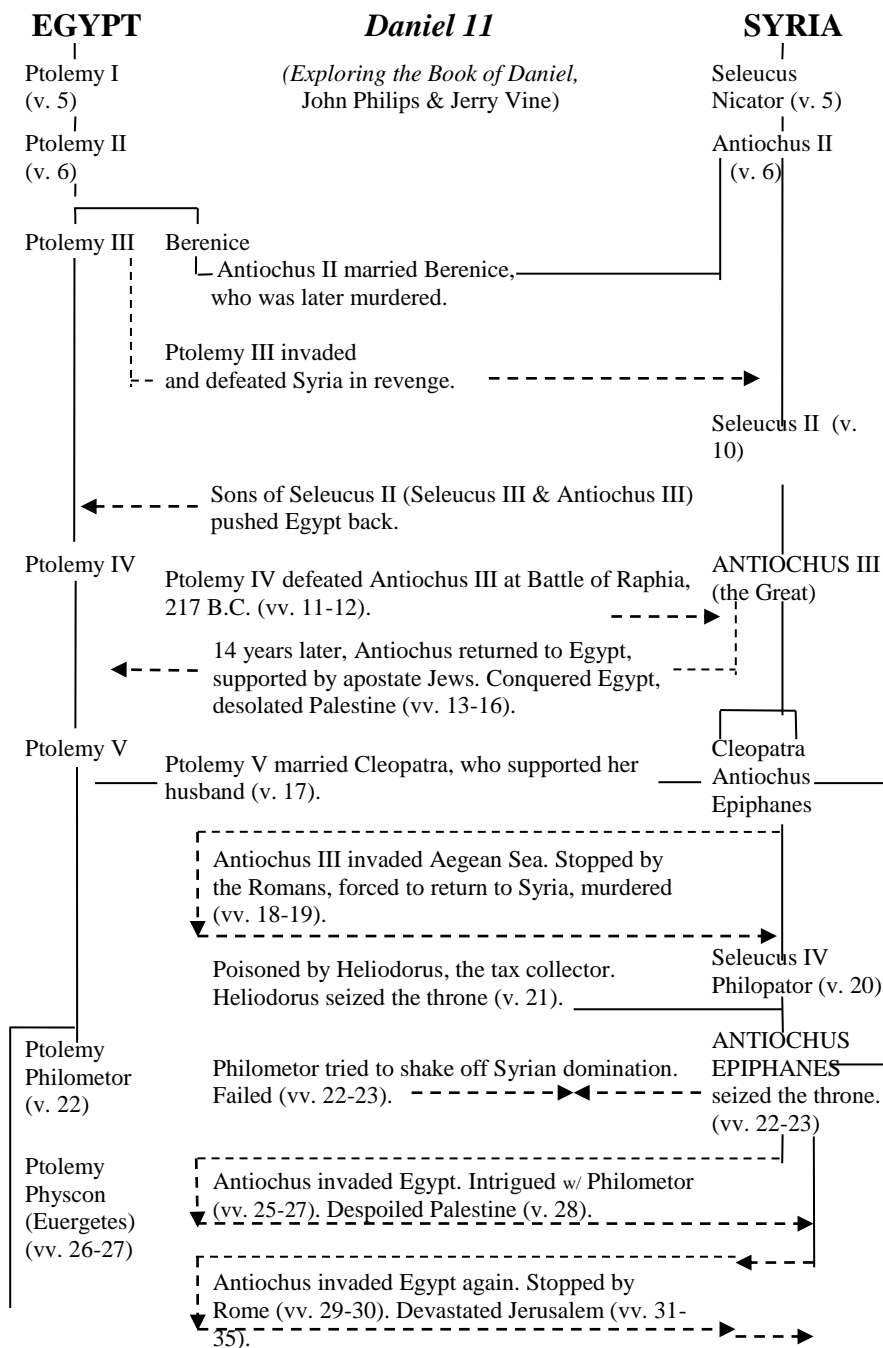 EGYPT Daniel 11 SYRIA
Ptolemy I
(v. 5)
(Exploring the Book of Daniel,
John Philips & Jerry Vine)
Seleucus
Nicator (v. 5)
Ptolemy II
(v. 6)
Antiochus II
(v. 6)
Ptolemy III Berenice
Antiochus II married Berenice,
who was later murdered.
Ptolemy III invaded
and defeated Syria in revenge.
Seleucus II (v.
10)
Sons of Seleucus II (Seleucus III & Antiochus III)
pushed Egypt back.
Ptolemy IV
Ptolemy IV defeated Antiochus III at Battle of Raphia,
217 B.C. (vv. 11-12).
ANTIOCHUS III
(the Great)
14 years later, Antiochus returned to Egypt,
supported by apostate Jews. Conquered Egypt,
desolated Palestine (vv. 13-16).
Ptolemy V
Ptolemy V married Cleopatra, who supported her
husband (v. 17).
Cleopatra
Antiochus
Epiphanes
Antiochus III invaded Aegean Sea. Stopped by
the Romans, forced to return to Syria, murdered
(vv. 18-19).
Seleucus IV
Philopator (v. 20)
Poisoned by Heliodorus, the tax collector.
Heliodorus seized the throne (v. 21).
Ptolemy
Philometor
(v. 22)
Philometor tried to shake off Syrian domination.
Failed (vv. 22-23).
ANTIOCHUS
EPIPHANES
seized the throne.
(vv. 22-23)
Ptolemy
Physcon
(Euergetes)
(vv. 26-27)
Antiochus invaded Egypt. Intrigued w/ Philometor
(vv. 25-27). Despoiled Palestine (v. 28).
Antiochus invaded Egypt again. Stopped by
Rome (vv. 29-30). Devastated Jerusalem (vv. 31-
35).